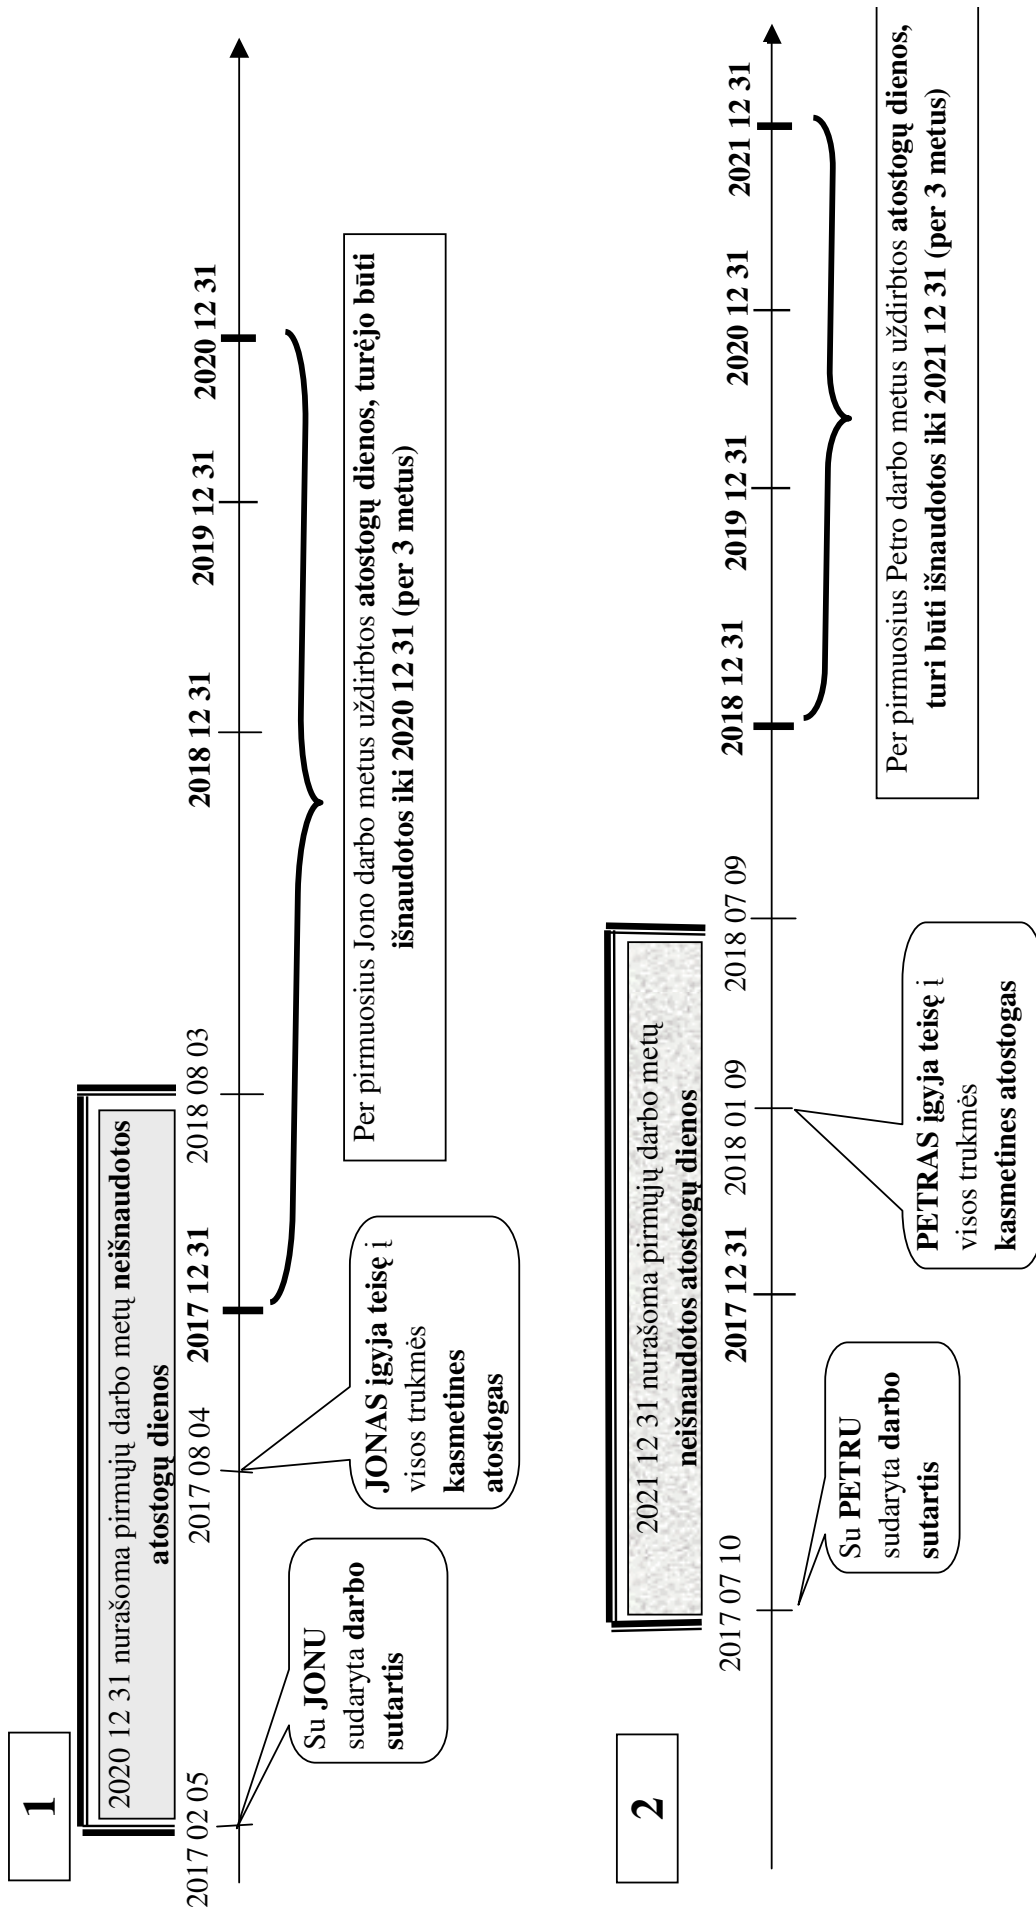 1
2020 12 31 nurašoma pirmųjų darbo metų neišnaudotos
atostogų dienos
2017 02 05
2017 08 04
2017 12 31
2018 08 03
2018 12 31
2019 12 31
2020 12 31
Su JONU
sudaryta darbo
sutartis
JONAS įgyja teisę į
visos trukmės
kasmetines
atostogas
Per pirmuosius Jono darbo metus uždirbtos atostogų dienos, turėjo būti
išnaudotos iki 2020 12 31 (per 3 metus)
2
2021 12 31 nurašoma pirmųjų darbo metų
neišnaudotos atostogų dienos
2017 07 10
2017 12 31
2018 01 09
2018 07 09
2018 12 31
2019 12 31
2020 12 31
2021 12 31
Su PETRU
sudaryta darbo
sutartis
PETRAS įgyja teisę į
visos trukmės
kasmetines atostogas
Per pirmuosius Petro darbo metus uždirbtos atostogų dienos,
turi būti išnaudotos iki 2021 12 31 (per 3 metus)